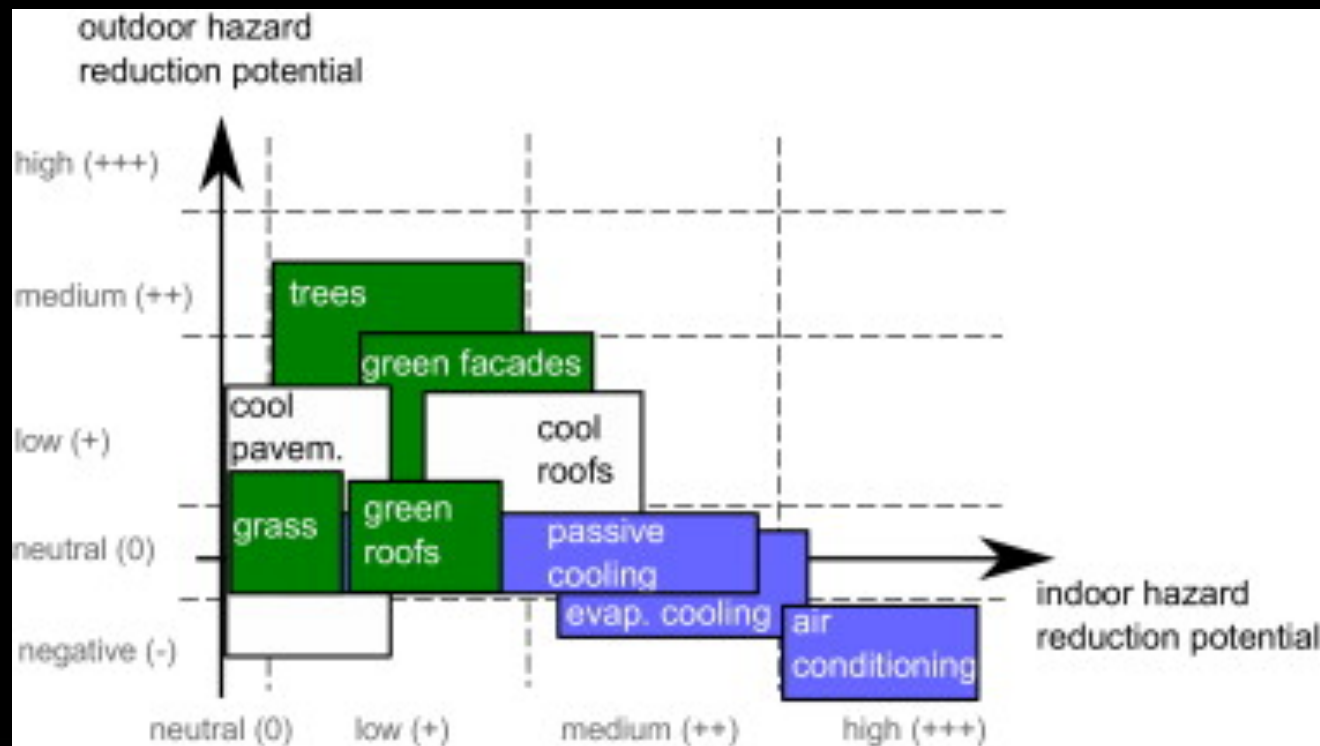 outdoor hazard
reduction potential
high (+++)
medium (++)
low (+)
neutral (0)
negative (-)
trees
green facades
cool
pavem.
cool
roofs
grass
green
roofs
passive
cooling
evap. cooling
air
conditioning
indoor hazard
reduction potential
neutral (0)
low (+)
medium (++)
high (+++)